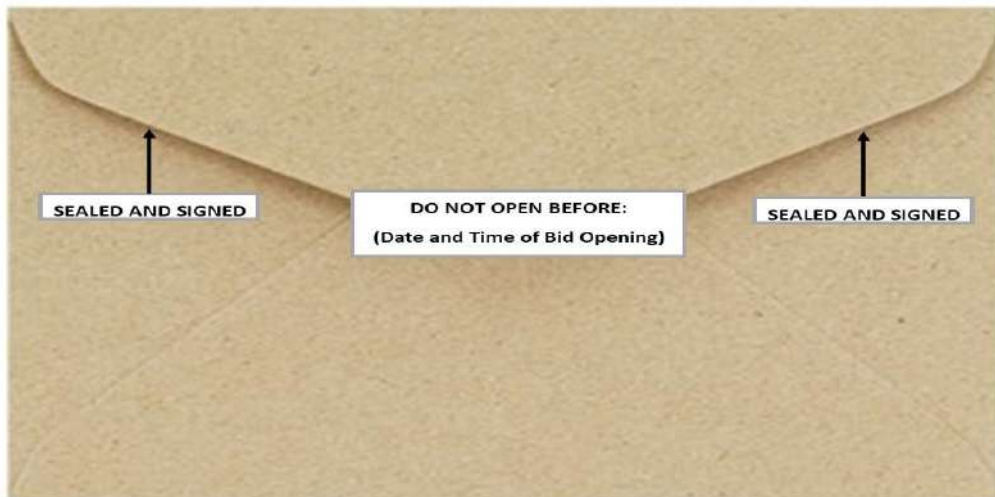 SEALED AND SIGNED
DO NOT OPEN BEFORE:
(Date and Time of Bid Opening)
SEALED AND SIGNED